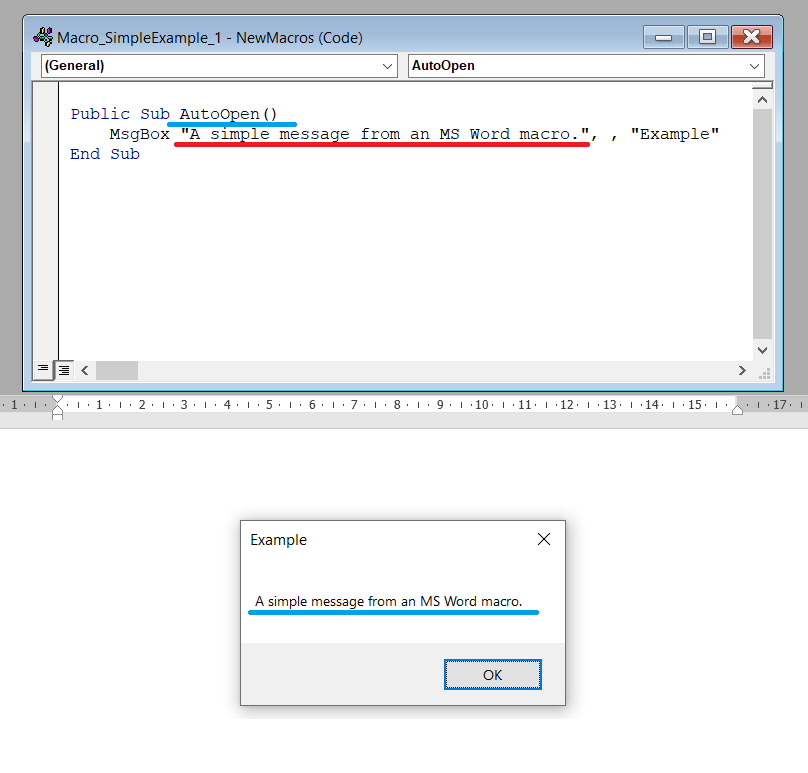 Macro_SimpleExample_1 - NewMacros (Code)
(General) AutoOpen
Public Sub AutoOpen()
MsgBox "A simple message from an MS Word macro.", , "Example"
End Sub
1 1 2 3 4 5 6 7 8 9 10 11 12 13 14 15 17
Example
A simple message from an MS Word macro.
OK